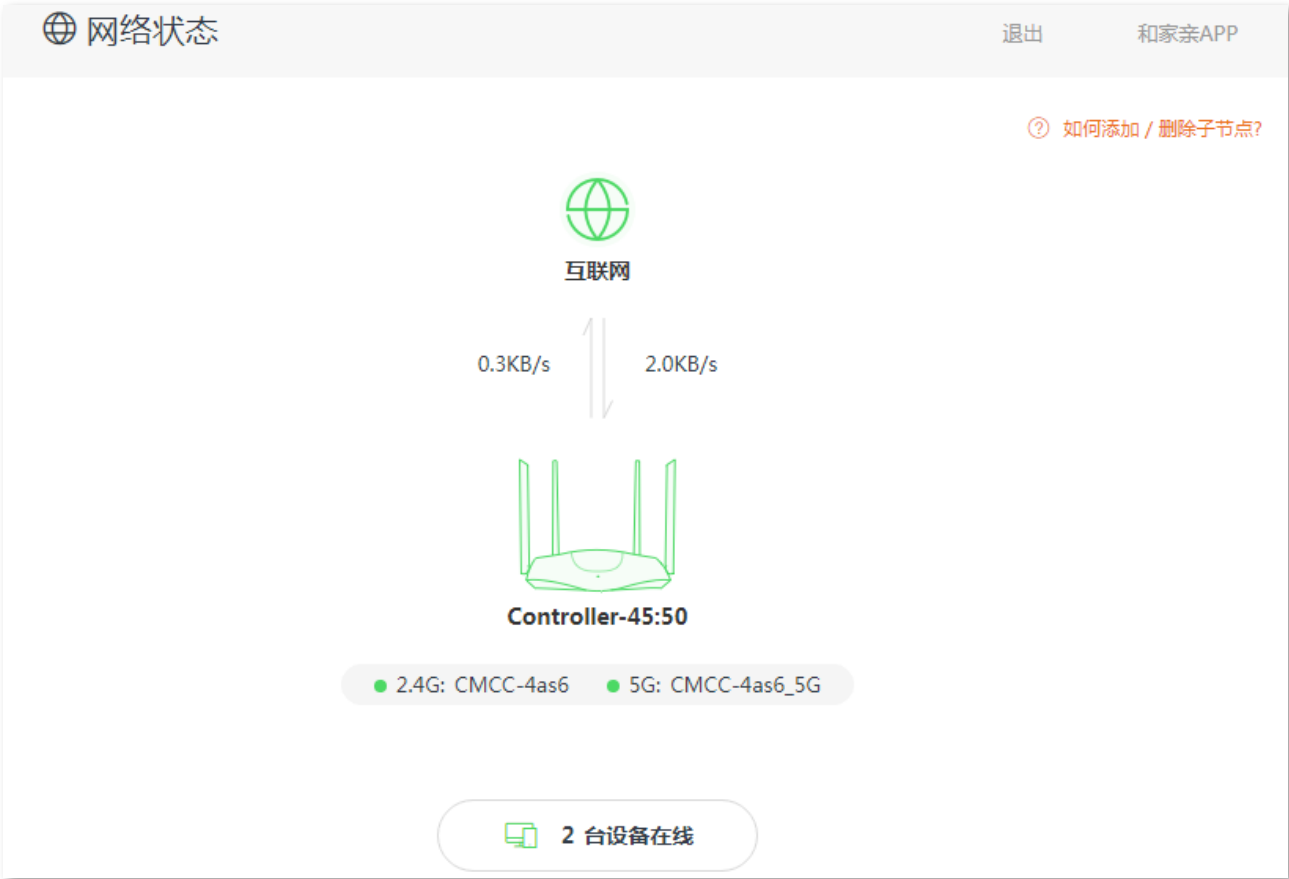 网络状态 退出 和家亲APP
如何添加 / 删除子节点?
互联网
0.3KB/s 2.0KB/s
Controller-45:50
2.4G: CMCC-4as6 5G: CMCC-4as6_5G
2 台设备在线